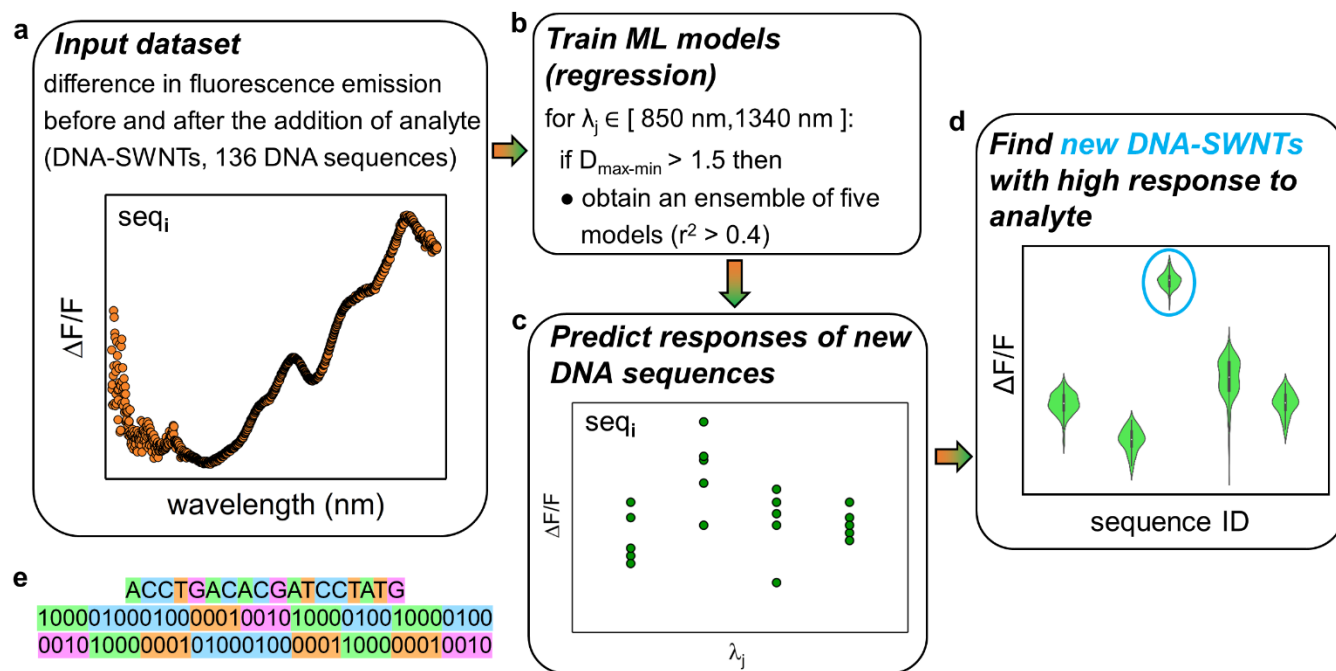 a
Input dataset
difference in fluorescence emission
before and after the addition of analyte
(DNA-SWNTs, 136 DNA sequences)
seqi
ΔF/F
wavelength (nm)
b
Train ML models
(regression)
for λj ∈ [ 850 nm,1340 nm ]:
if Dmax-min > 1.5 then
● obtain an ensemble of five
models (r² > 0.4)
c
Predict responses of new
DNA sequences
seqi
ΔF/F
λj
d
Find new DNA-SWNTs
with high response to
analyte
ΔF/F
sequence ID
e
ACCTGACACGATCCTATG
100001000100000100101000010010000100
001010000001010001000001100000010010